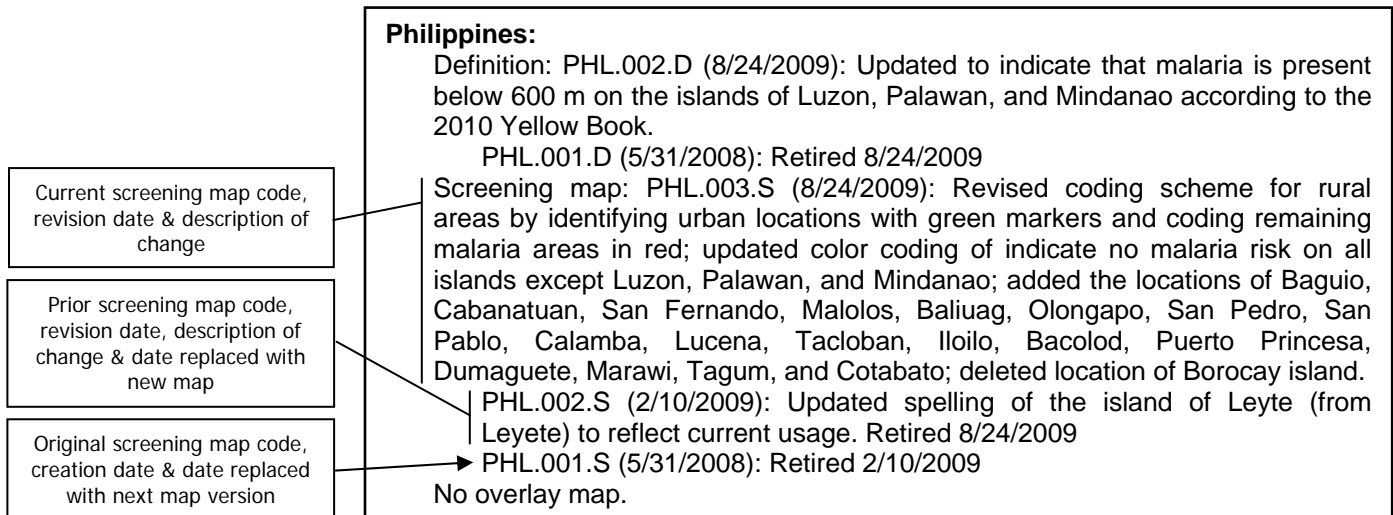 Philippines:
Definition: PHL.002.D (8/24/2009): Updated to indicate that malaria is present
below 600 m on the islands of Luzon, Palawan, and Mindanao according to the
2010 Yellow Book.
PHL.001.D (5/31/2008): Retired 8/24/2009
Current screening map code,
revision date & description of
change
Screening map: PHL.003.S (8/24/2009): Revised coding scheme for rural
areas by identifying urban locations with green markers and coding remaining
malaria areas in red; updated color coding of indicate no malaria risk on all
islands except Luzon, Palawan, and Mindanao; added the locations of Baguio,
Cabanatuan, San Fernando, Malolos, Baliuag, Olongapo, San Pedro, San
Pablo, Calamba, Lucena, Tacloban, Iloilo, Bacolod, Puerto Princesa,
Dumaguete, Marawi, Tagum, and Cotabato; deleted location of Borocay island.
Prior screening map code,
revision date, description of
change & date replaced with
new map
PHL.002.S (2/10/2009): Updated spelling of the island of Leyte (from
Leyete) to reflect current usage. Retired 8/24/2009
Original screening map code,
creation date & date replaced
with next map version
PHL.001.S (5/31/2008): Retired 2/10/2009
No overlay map.